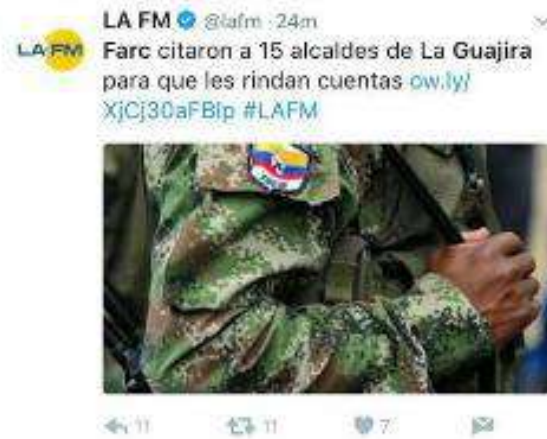 LA FM @lafm · 24m
LA FM
Farc citaron a 15 alcaldes de La Guajira
para que les rindan cuentas ow.ly/
XjCj30aFBlp #LAFM
11 11 7